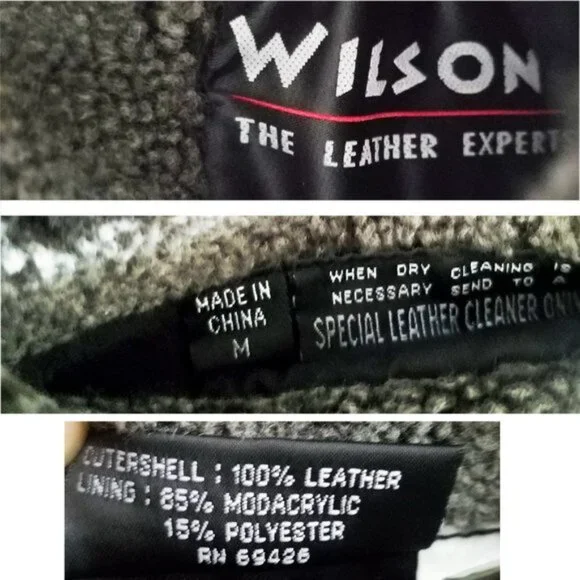 WILSON
THE LEATHER EXPERT
MADE IN
CHINA
M
WHEN DRY CLEANING IS
NECESSARY SEND TO A
SPECIAL LEATHER CLEANER ONL
OUTERSHELL : 100% LEATHER
LINING : 85% MODACRYLIC
15% POLYESTER
RN 69426